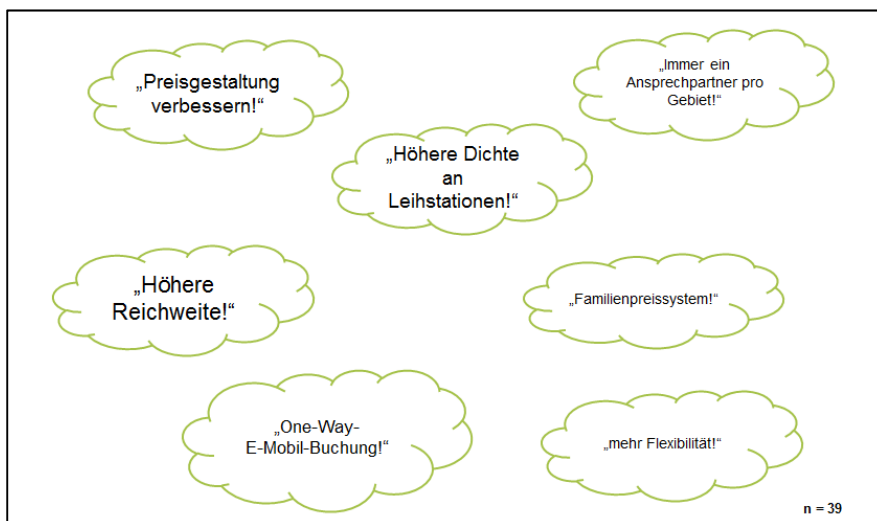 „Preisgestaltung
verbessern!“
„Immer ein
Ansprechpartner pro
Gebiet!“
„Höhere Dichte
an
Leihstationen!“
„Höhere
Reichweite!“
„Familienpreissystem!“
„One-Way-
E-Mobil-Buchung!“
„mehr Flexibilität!“
n = 39